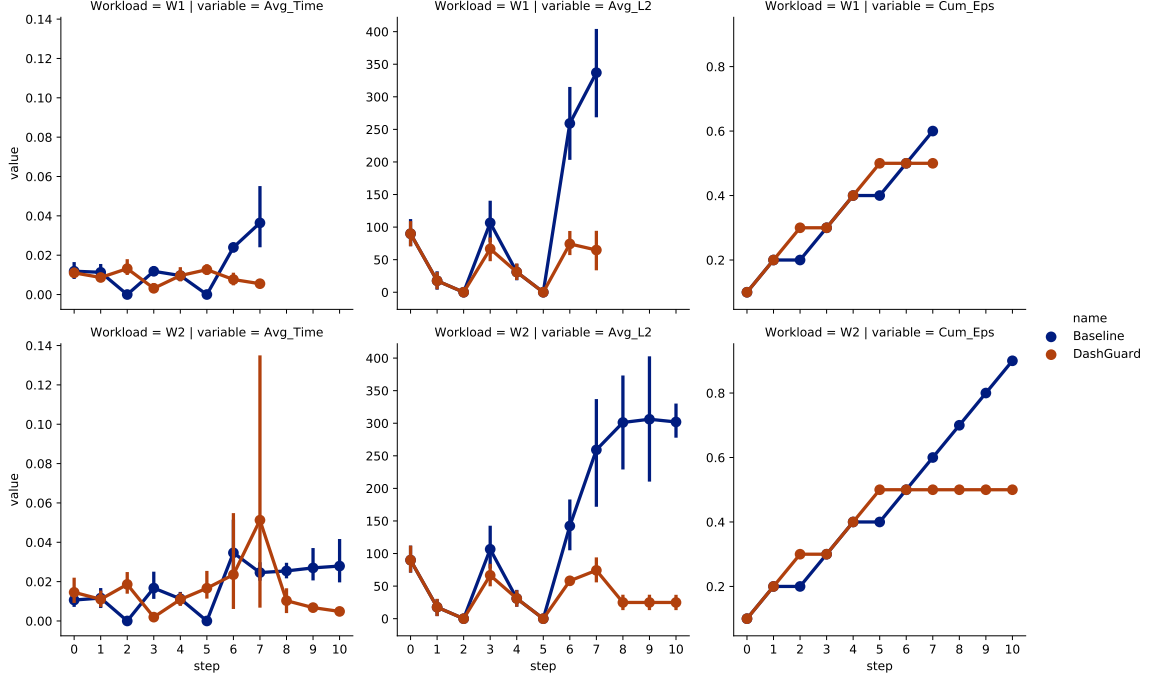 Workload = W1 | variable = Avg_Time
Workload = W1 | variable = Avg_L2
Workload = W1 | variable = Cum_Eps
0.14
0.12
0.10
0.08
0.06
0.04
0.02
0.00
value
400
350
300
250
200
150
100
50
0
0.8
0.6
0.4
0.2
Workload = W2 | variable = Avg_Time
Workload = W2 | variable = Avg_L2
Workload = W2 | variable = Cum_Eps
0.14
0.12
0.10
0.08
0.06
0.04
0.02
0.00
value
0 1 2 3 4 5 6 7 8 9 10
step
400
350
300
250
200
150
100
50
0
0 1 2 3 4 5 6 7 8 9 10
step
0.8
0.6
0.4
0.2
0 1 2 3 4 5 6 7 8 9 10
step
name
Baseline
DashGuard